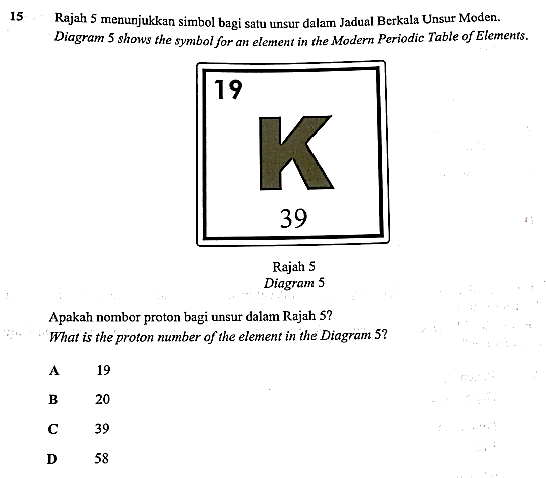 15 Rajah 5 menunjukkan simbol bagi satu unsur dalam Jadual Berkala Unsur Moden.
Diagram 5 shows the symbol for an element in the Modern Periodic Table of Elements.
19
K
39
Rajah 5
Diagram 5
Apakah nombor proton bagi unsur dalam Rajah 5?
What is the proton number of the element in the Diagram 5?
A 19
B 20
C 39
D 58